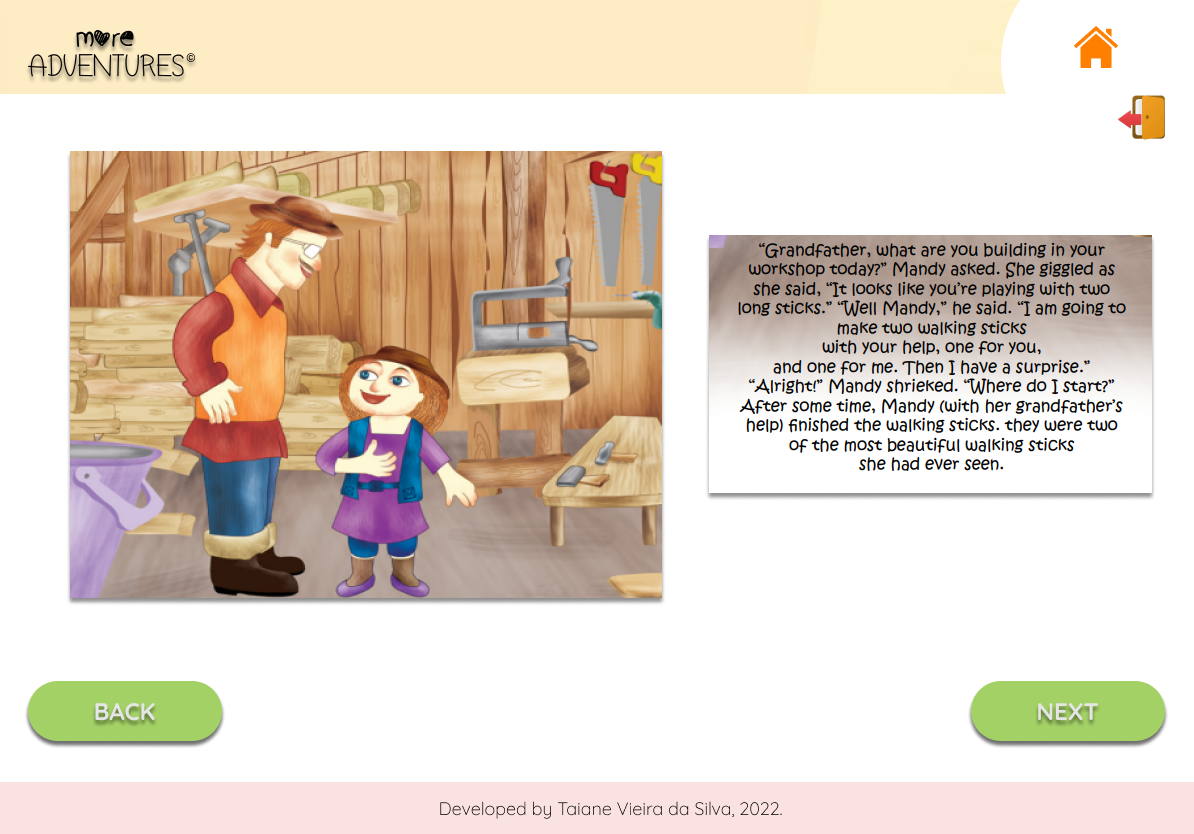 more
ADVENTURES©
“Grandfather, what are you building in your
workshop today?” Mandy asked. She giggled as
she said, “It looks like you’re playing with two
long sticks.” “Well Mandy,” he said. “I am going to
make two walking sticks
with your help, one for you,
and one for me. Then I have a surprise.”
“Alright!” Mandy shrieked. “Where do I start?”
After some time, Mandy (with her grandfather’s
help) finished the walking sticks. they were two
of the most beautiful walking sticks
she had ever seen.
BACK
NEXT
Developed by Taiane Vieira da Silva, 2022.